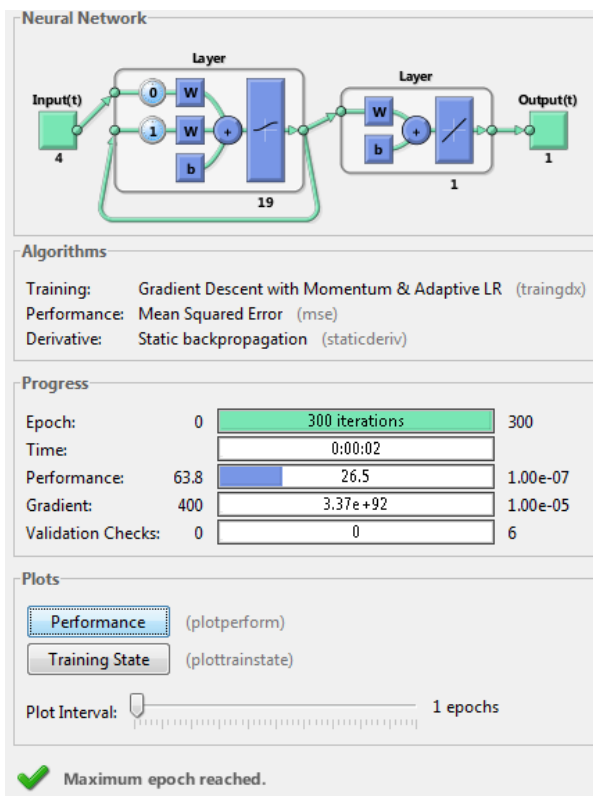 Neural Network
Layer
Layer
Input(t)
0 W
W
Output(t)
1 W +
+
b
b
4
1
1
19
Algorithms
Training: Gradient Descent with Momentum & Adaptive LR (traingdx)
Performance: Mean Squared Error (mse)
Derivative: Static backpropagation (staticderiv)
Progress
Epoch: 0 300 iterations 300
Time: 0:00:02
Performance: 63.8 26.5 1.00e-07
Gradient: 400 3.37e+92 1.00e-05
Validation Checks: 0 0 6
Plots
Performance (plotperform)
Training State (plottrainstate)
Plot Interval: 1 epochs
Maximum epoch reached.